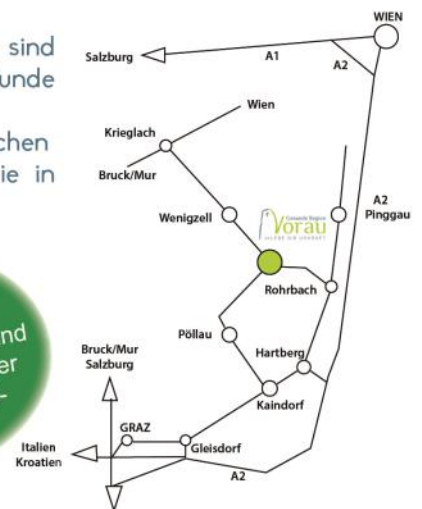 sind
unde
chen
ie in
nd
er
-
WIEN
Salzburg
A1
A2
Wien
Krieglach
Bruck/Mur
Wenigzell
Vorau
A2
Pinggau
Rohrbach
Pöllau
Hartberg
Bruck/Mur
Salzburg
Kaindorf
GRAZ
Gleisdorf
Italien
Kroatien
A2